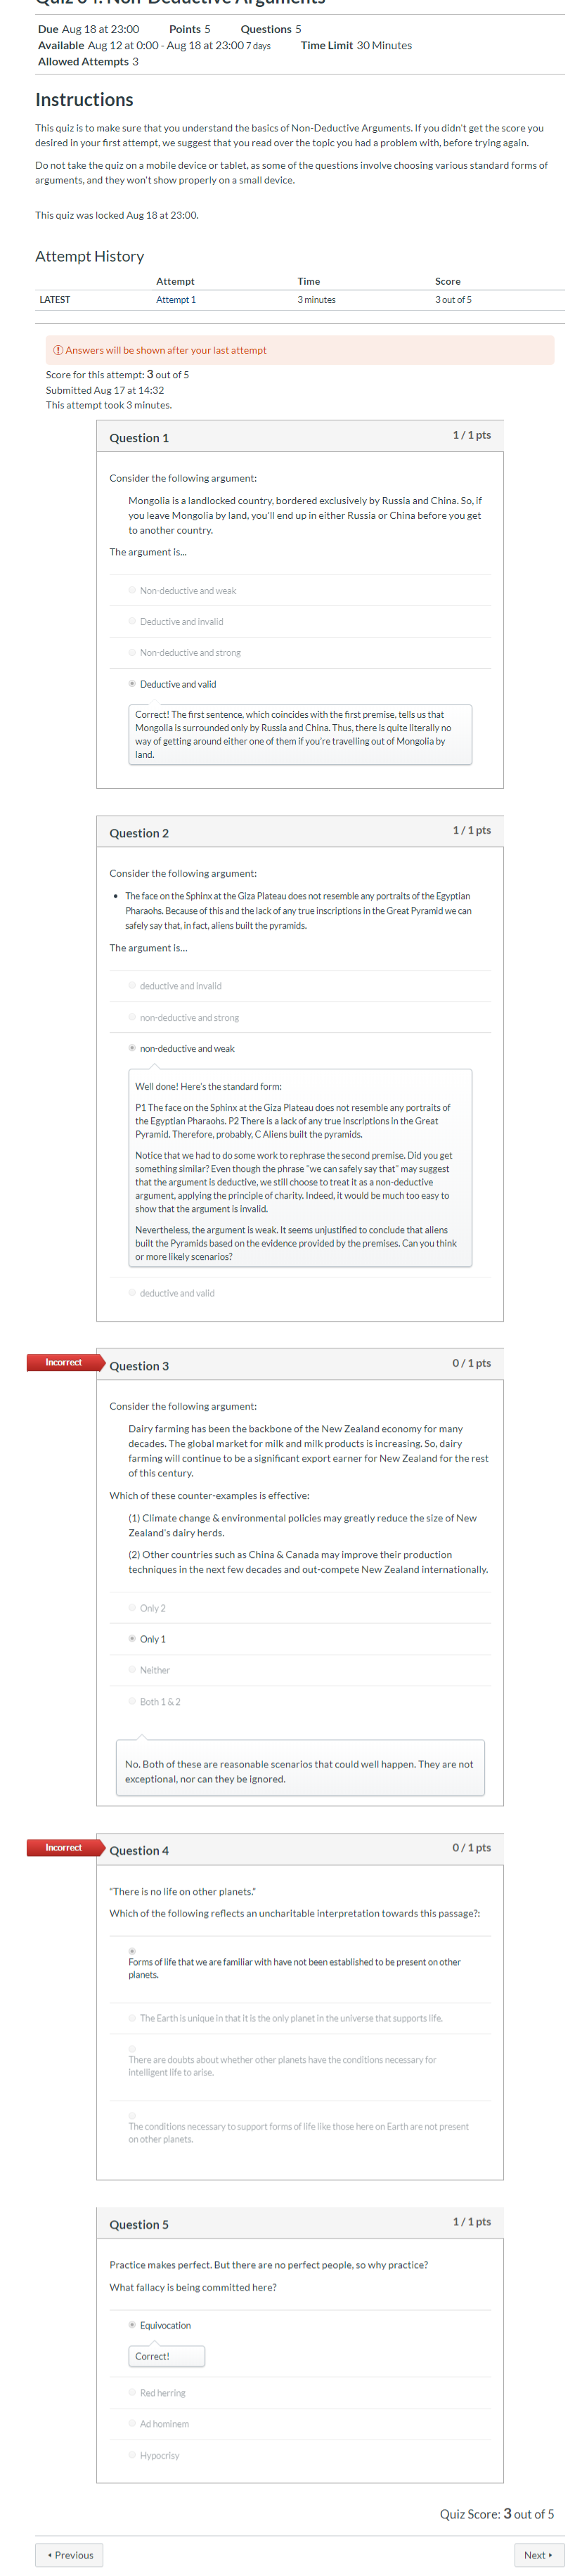 Due Aug 18 at 23:00 Points 5 Questions 5
Available Aug 12 at 0:00 - Aug 18 at 23:00 7 days Time Limit 30 Minutes
Allowed Attempts 3
Instructions
This quiz is to make sure that you understand the basics of Non-Deductive Arguments. If you didn't get the score you
desired in your first attempt, we suggest that you read over the topic you had a problem with, before trying again.
Do not take the quiz on a mobile device or tablet, as some of the questions involve choosing various standard forms of
arguments, and they won't show properly on a small device.
This quiz was locked Aug 18 at 23:00.
Attempt History
Attempt Time Score
LATEST Attempt 1 3 minutes 3 out of 5
Answers will be shown after your last attempt
Score for this attempt: 3 out of 5
Submitted Aug 17 at 14:32
This attempt took 3 minutes.
Question 1 1 / 1 pts
Consider the following argument:
Mongolia is a landlocked country, bordered exclusively by Russia and China. So, if
you leave Mongolia by land, you'll end up in either Russia or China before you get
to another country.
The argument is...
Non-deductive and weak
Deductive and invalid
Non-deductive and strong
Deductive and valid
Correct! The first sentence, which coincides with the first premise, tells us that
Mongolia is surrounded only by Russia and China. Thus, there is quite literally no
way of getting around either one of them if you're travelling out of Mongolia by
land.
Question 2 1 / 1 pts
Consider the following argument:
• The face on the Sphinx at the Giza Plateau does not resemble any portraits of the Egyptian
Pharaohs. Because of this and the lack of any true inscriptions in the Great Pyramid we can
safely say that, in fact, aliens built the pyramids.
The argument is...
deductive and invalid
non-deductive and strong
non-deductive and weak
Well done! Here's the standard form:
P1 The face on the Sphinx at the Giza Plateau does not resemble any portraits of
the Egyptian Pharaohs. P2 There is a lack of any true inscriptions in the Great
Pyramid. Therefore, probably, C Aliens built the pyramids.
Notice that we had to do some work to rephrase the second premise. Did you get
something similar? Even though the phrase "we can safely say that" may suggest
that the argument is deductive, we still choose to treat it as a non-deductive
argument, applying the principle of charity. Indeed, it would be much too easy to
show that the argument is invalid.
Nevertheless, the argument is weak. It seems unjustified to conclude that aliens
built the Pyramids based on the evidence provided by the premises. Can you think
or more likely scenarios?
deductive and valid
Incorrect
Question 3 0 / 1 pts
Consider the following argument:
Dairy farming has been the backbone of the New Zealand economy for many
decades. The global market for milk and milk products is increasing. So, dairy
farming will continue to be a significant export earner for New Zealand for the rest
of this century.
Which of these counter-examples is effective:
(1) Climate change & environmental policies may greatly reduce the size of New
Zealand's dairy herds.
(2) Other countries such as China & Canada may improve their production
techniques in the next few decades and out-compete New Zealand internationally.
Only 2
Only 1
Neither
Both 1 & 2
No. Both of these are reasonable scenarios that could well happen. They are not
exceptional, nor can they be ignored.
Incorrect
Question 4 0 / 1 pts
"There is no life on other planets."
Which of the following reflects an uncharitable interpretation towards this passage?:
Forms of life that we are familiar with have not been established to be present on other
planets.
The Earth is unique in that it is the only planet in the universe that supports life.
There are doubts about whether other planets have the conditions necessary for
intelligent life to arise.
The conditions necessary to support forms of life like those here on Earth are not present
on other planets.
Question 5 1 / 1 pts
Practice makes perfect. But there are no perfect people, so why practice?
What fallacy is being committed here?
Equivocation
Correct!
Red herring
Ad hominem
Hypocrisy
Quiz Score: 3 out of 5
Previous Next